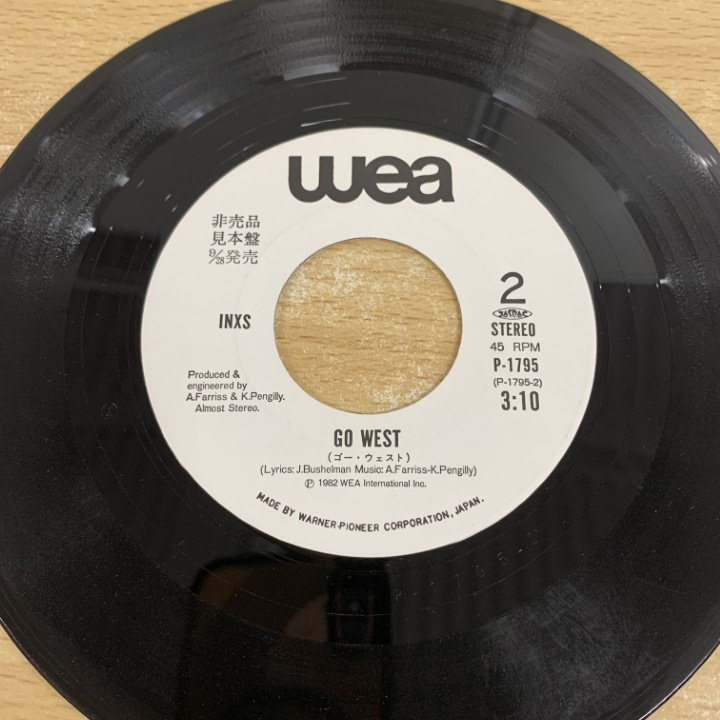 wea
非売品
見本盤
9/28発売
INXS
Produced &
engineered by
A.Farriss & K.Pengilly.
Almost Stereo.
2
STEREO
45 RPM
P-1795
(P-1795-2)
3:10
GO WEST
(ゴー・ウェスト)
(Lyrics: J.Bushelman Music: A.Farriss-K.Pengilly)
Ⓟ 1982 WEA International Inc.
MADE BY WARNER-PIONEER CORPORATION, JAPAN.